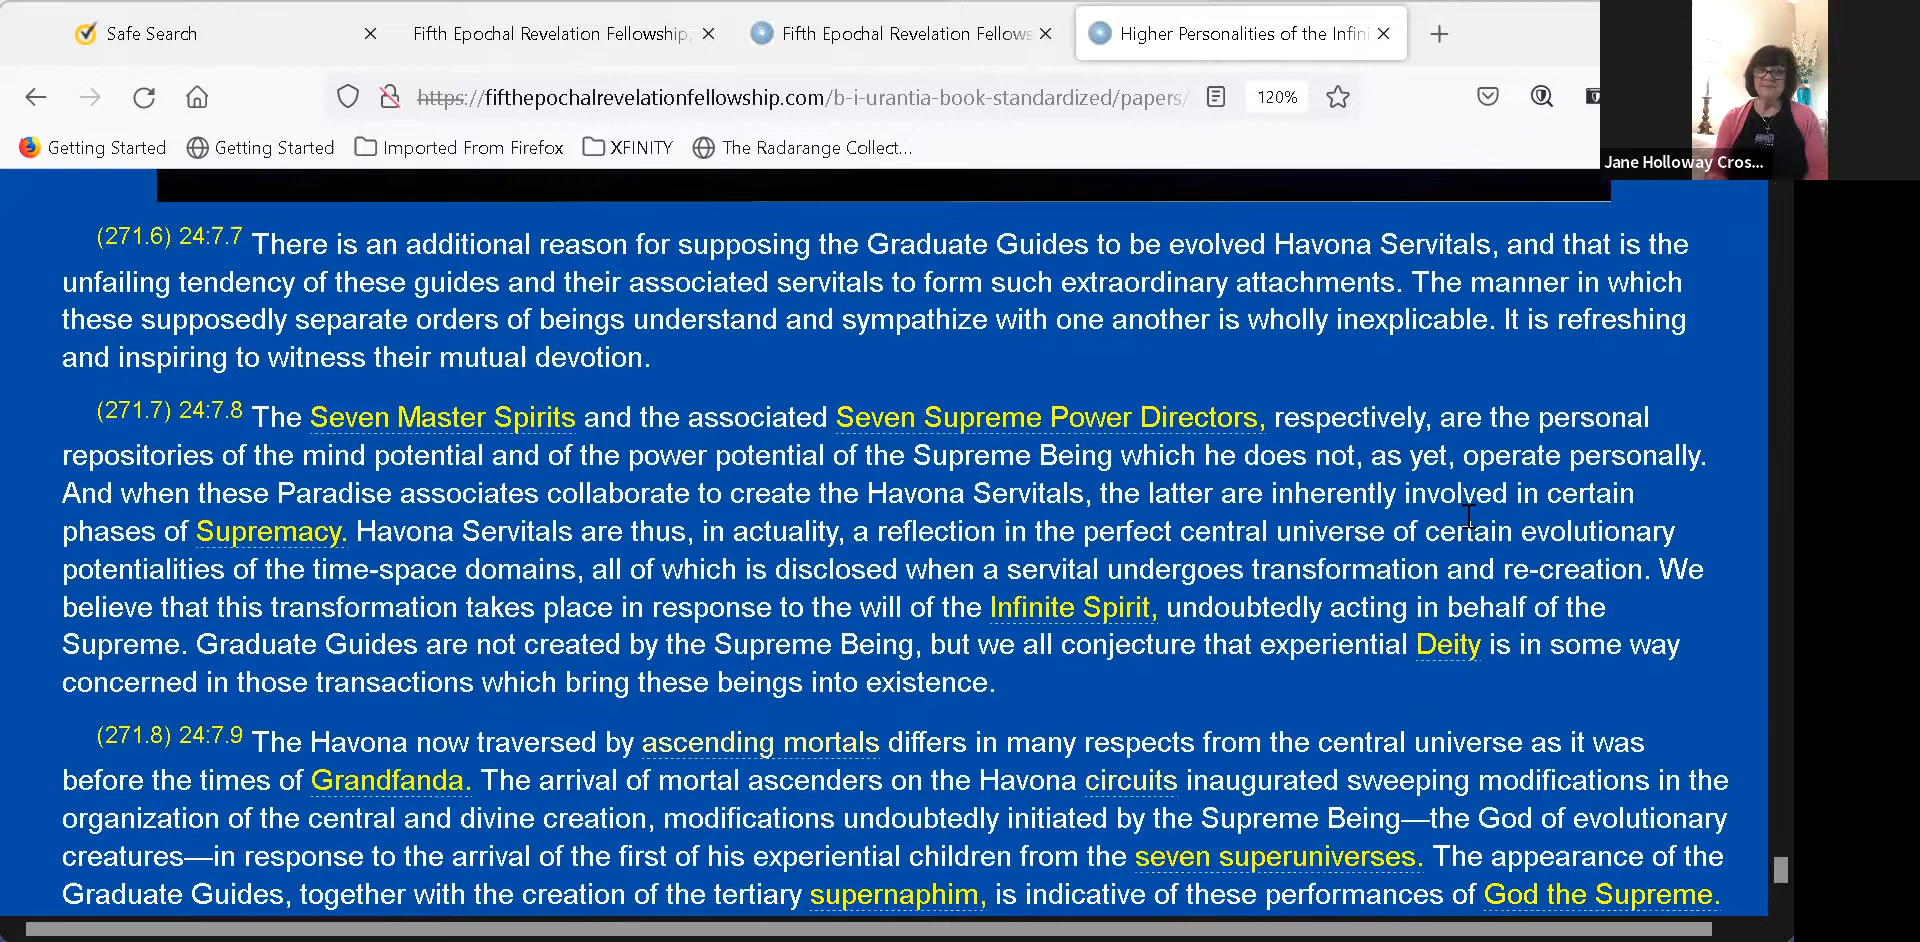 Safe Search
Fifth Epochal Revelation Fellowship,
Fifth Epochal Revelation Fellows
Higher Personalities of the Infini
https://fifthepochalrevelationfellowship.com/b-i-urantia-book-standardized/papers/
120%
Getting Started
Getting Started
Imported From Firefox
XFINITY
The Radarange Collect...
Jane Holloway Cros...
(271.6) 24:7.7 There is an additional reason for supposing the Graduate Guides to be evolved Havona Servitals, and that is the
unfailing tendency of these guides and their associated servitals to form such extraordinary attachments. The manner in which
these supposedly separate orders of beings understand and sympathize with one another is wholly inexplicable. It is refreshing
and inspiring to witness their mutual devotion.
(271.7) 24:7.8 The Seven Master Spirits and the associated Seven Supreme Power Directors, respectively, are the personal
repositories of the mind potential and of the power potential of the Supreme Being which he does not, as yet, operate personally.
And when these Paradise associates collaborate to create the Havona Servitals, the latter are inherently involved in certain
phases of Supremacy. Havona Servitals are thus, in actuality, a reflection in the perfect central universe of certain evolutionary
potentialities of the time-space domains, all of which is disclosed when a servital undergoes transformation and re-creation. We
believe that this transformation takes place in response to the will of the Infinite Spirit, undoubtedly acting in behalf of the
Supreme. Graduate Guides are not created by the Supreme Being, but we all conjecture that experiential Deity is in some way
concerned in those transactions which bring these beings into existence.
(271.8) 24:7.9 The Havona now traversed by ascending mortals differs in many respects from the central universe as it was
before the times of Grandfanda. The arrival of mortal ascenders on the Havona circuits inaugurated sweeping modifications in the
organization of the central and divine creation, modifications undoubtedly initiated by the Supreme Being—the God of evolutionary
creatures—in response to the arrival of the first of his experiential children from the seven superuniverses. The appearance of the
Graduate Guides, together with the creation of the tertiary supernaphim, is indicative of these performances of God the Supreme.